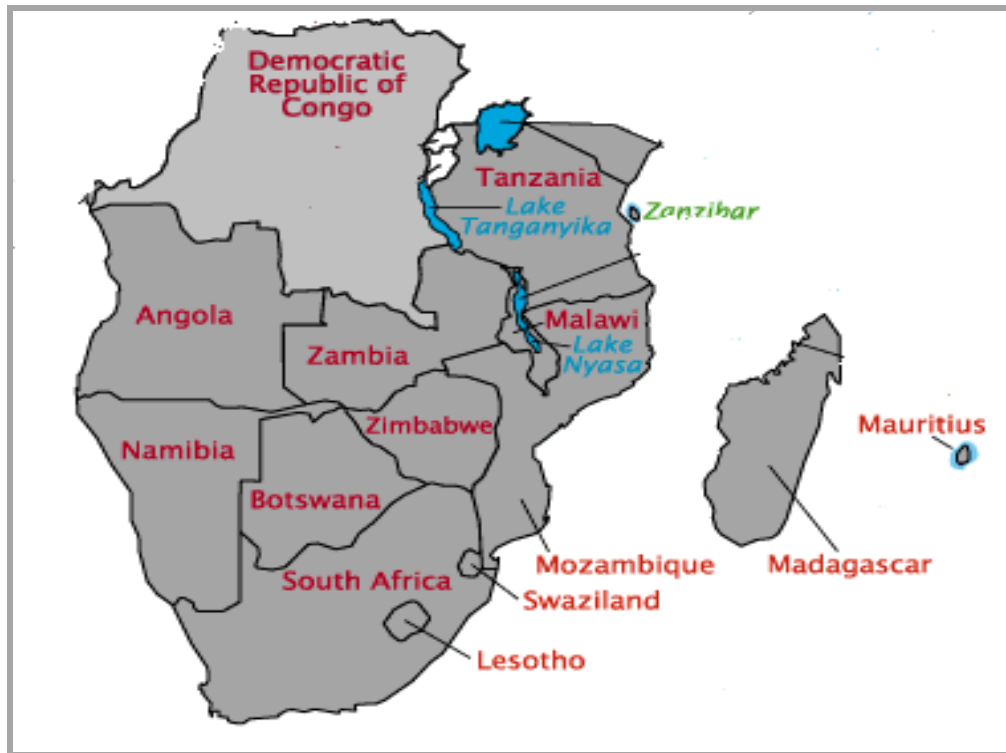 Democratic
Republic of
Congo
Tanzania
Lake
Tanganyika
Zanzibar
Angola
Zambia
Malawi
Lake
Nyasa
Zimbabwe
Namibia
Botswana
Mauritius
Mozambique
Madagascar
South Africa
Swaziland
Lesotho